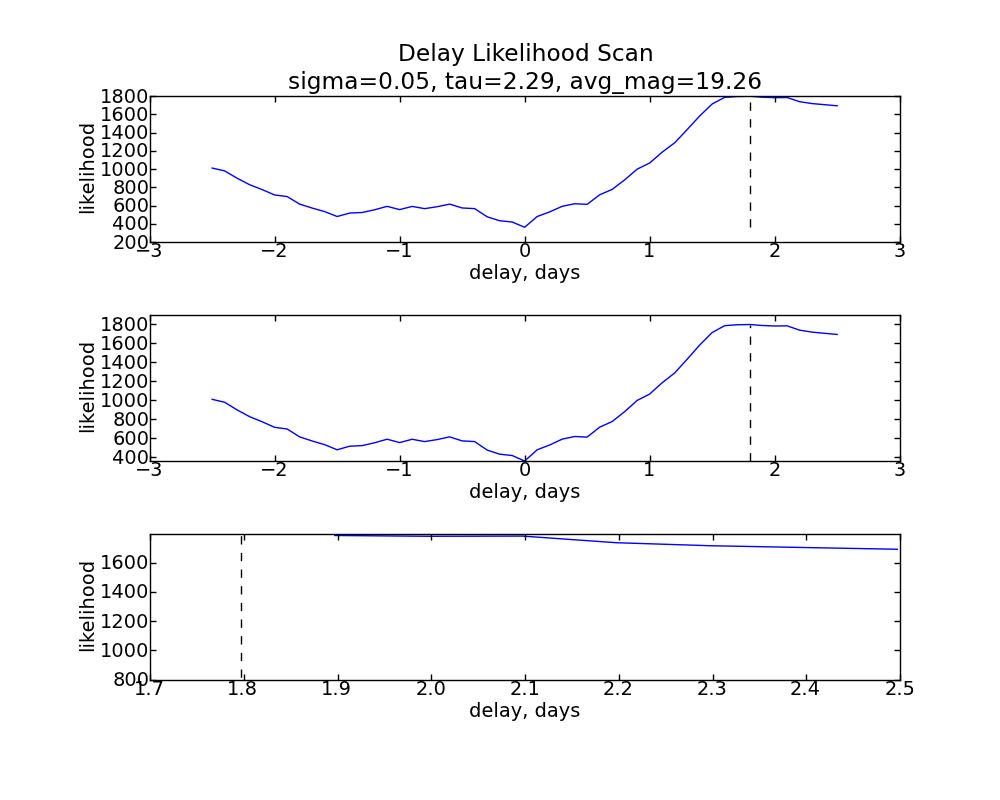 Delay Likelihood Scan
sigma=0.05, tau=2.29, avg_mag=19.26
1800
1600
1400
1200
1000
800
600
400
200
likelihood
−3 −2 −1 0 1 2 3
delay, days
1800
1600
1400
1200
1000
800
600
400
likelihood
−3 −2 −1 0 1 2 3
delay, days
1600
1400
1200
1000
800
likelihood
1.7 1.8 1.9 2.0 2.1 2.2 2.3 2.4 2.5
delay, days